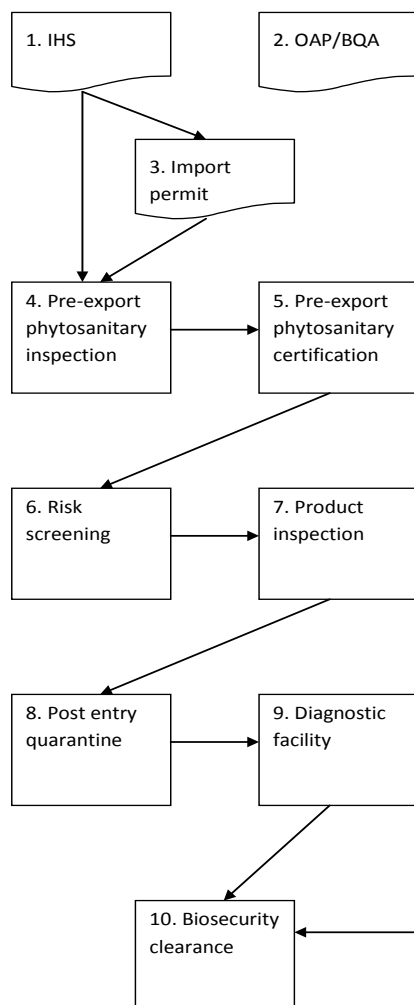 1. IHS
2. OAP/BQA
3. Import
permit
4. Pre-export
phytosanitary
inspection
5. Pre-export
phytosanitary
certification
6. Risk
screening
7. Product
inspection
8. Post entry
quarantine
9. Diagnostic
facility
10. Biosecurity
clearance